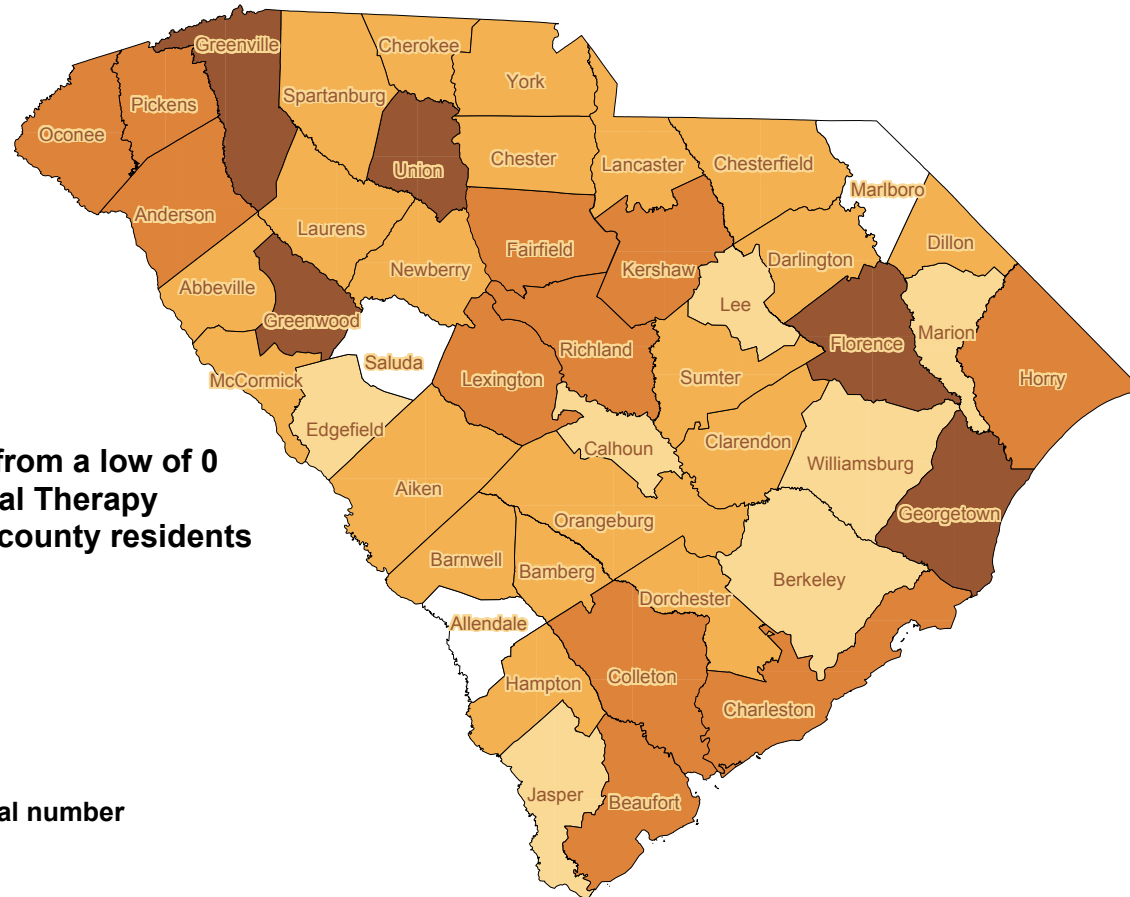 Greenville
Cherokee
York
Spartanburg
Pickens
Oconee
Chester
Lancaster
Chesterfield
Union
Marlboro
Anderson
Laurens
Fairfield
Dillon
Darlington
Newberry
Kershaw
Abbeville
Lee
Greenwood
Marion
Florence
Richland
Saluda
Lexington
Sumter
Horry
McCormick
Edgefield
Clarendon
Calhoun
Williamsburg
from a low of 0
al Therapy
county residents
Aiken
Georgetown
Orangeburg
Barnwell
Bamberg
Berkeley
Dorchester
Allendale
Colleton
Hampton
Charleston
Jasper
Beaufort
al number